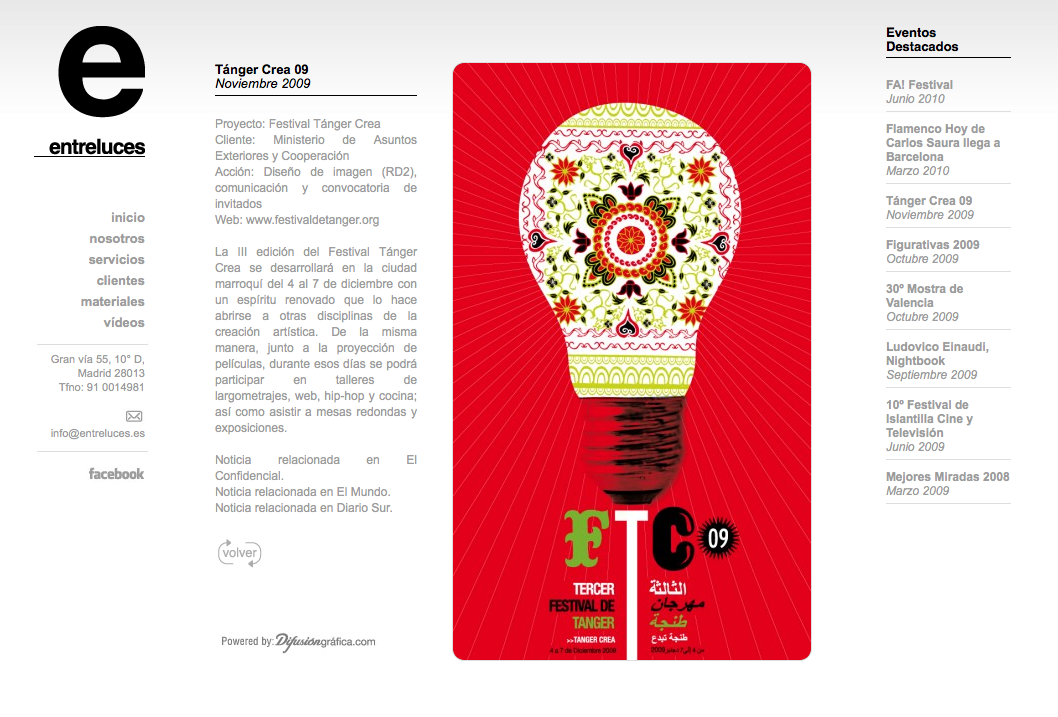 e
entreluces
inicio
nosotros
servicios
clientes
materiales
vídeos
Gran vía 55, 10º D,
Madrid 28013
Tfno: 91 0014981
info@entreluces.es
facebook
Tánger Crea 09
Noviembre 2009
Proyecto: Festival Tánger Crea
Cliente: Ministerio de Asuntos
Exteriores y Cooperación
Acción: Diseño de imagen (RD2),
comunicación y convocatoria de
invitados
Web: www.festivaldetanger.org
La III edición del Festival Tánger
Crea se desarrollará en la ciudad
marroquí del 4 al 7 de diciembre con
un espíritu renovado que lo hace
abrirse a otras disciplinas de la
creación artística. De la misma
manera, junto a la proyección de
películas, durante esos días se podrá
participar en talleres de
largometrajes, web, hip-hop y cocina;
así como asistir a mesas redondas y
exposiciones.
Noticia relacionada en El
Confidencial.
Noticia relacionada en El Mundo.
Noticia relacionada en Diario Sur.
volver
Powered by: Difusióngráfica.com
FTC 09
TERCER
FESTIVAL DE
TANGER
>>TANGER CREA
4 a 7 de Diciembre 2009
الثالثة
مهرجان
طنجة
طنجة تبدع
Eventos
Destacados
FA! Festival
Junio 2010
Flamenco Hoy de
Carlos Saura llega a
Barcelona
Marzo 2010
Tánger Crea 09
Noviembre 2009
Figurativas 2009
Octubre 2009
30º Mostra de
Valencia
Octubre 2009
Ludovico Einaudi,
Nightbook
Septiembre 2009
10º Festival de
Islantilla Cine y
Televisión
Junio 2009
Mejores Miradas 2008
Marzo 2009